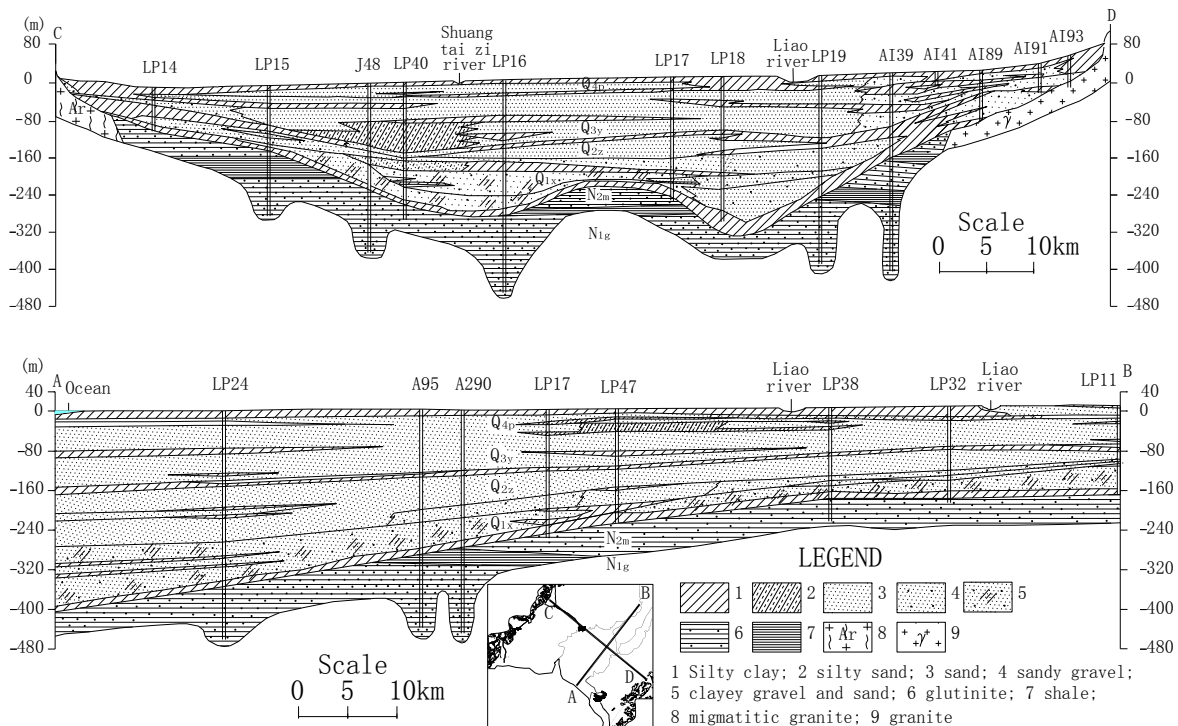 (m)
C
D
80
0
-80
-160
-240
-320
-400
-480
LP14
LP15
J48
LP40
Shuang
tai zi
river
LP16
LP17
LP18
Liao
river
LP19
AI39
AI41
AI89
AI91
AI93
80
0
-80
-160
-240
-320
-400
-480
Ar
γ
Q4p
Q3y
Q2z
Q1x
N2m
N1g
Scale
0 5 10km
(m)
A Ocean
B
40
0
-80
-160
-240
-320
-400
-480
LP24
A95
A290
LP17
LP47
Liao
river
LP38
LP32
Liao
river
LP11
40
0
-80
-160
-240
-320
-400
-480
Q4p
Q3y
Q2z
Q1x
N2m
N1g
Scale
0 5 10km
C
B
A
D
LEGEND
1 2 3 4 5
6 7 Ar 8 γ 9
1 Silty clay; 2 silty sand; 3 sand; 4 sandy gravel;
5 clayey gravel and sand; 6 glutinite; 7 shale;
8 migmatitic granite; 9 granite